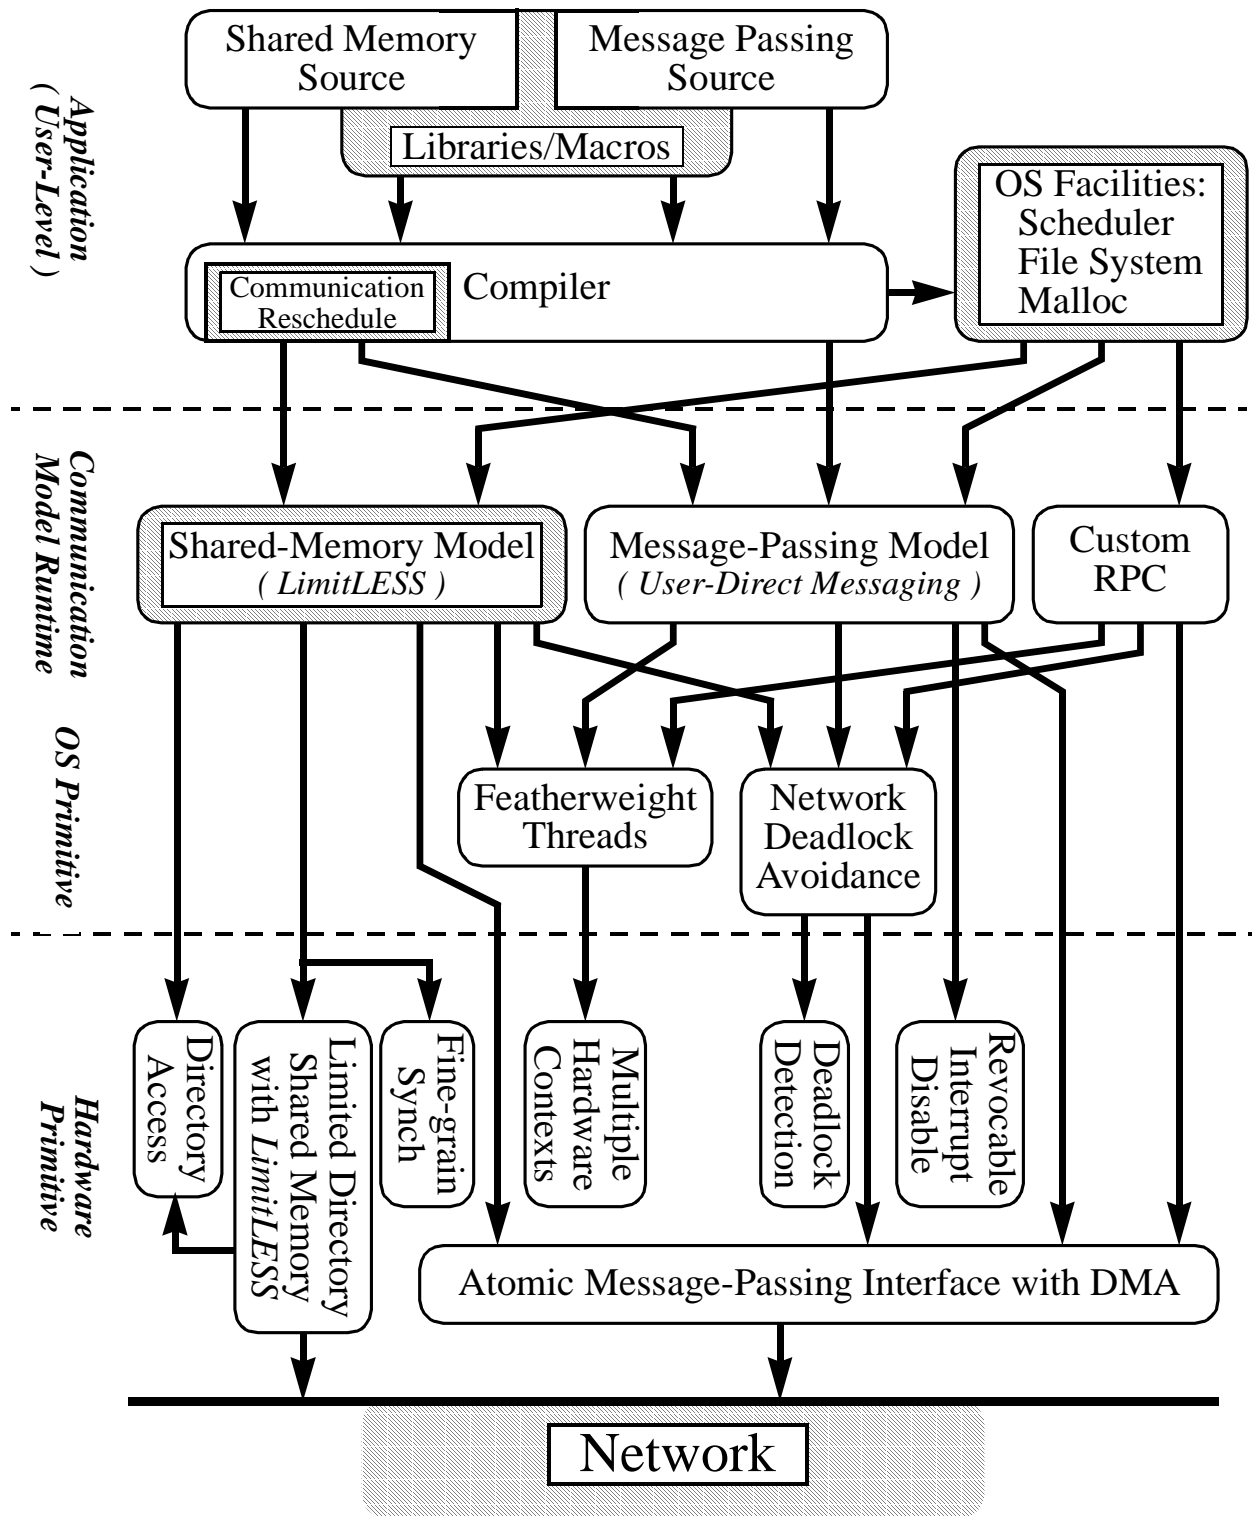 Shared Memory
Source
Message Passing
Source
Libraries/Macros
Application
( User-Level )
OS Facilities:
Scheduler
File System
Malloc
Communication
Reschedule
Compiler
Communication
Model Runtime
Shared-Memory Model
( LimitLESS )
Message-Passing Model
( User-Direct Messaging )
Custom
RPC
OS Primitive
Featherweight
Threads
Network
Deadlock
Avoidance
Hardware
Primitive
Directory
Access
Limited Directory
Shared Memory
with LimitLESS
Fine-grain
Synch
Multiple
Hardware
Contexts
Deadlock
Detection
Revocable
Interrupt
Disable
Atomic Message-Passing Interface with DMA
Network